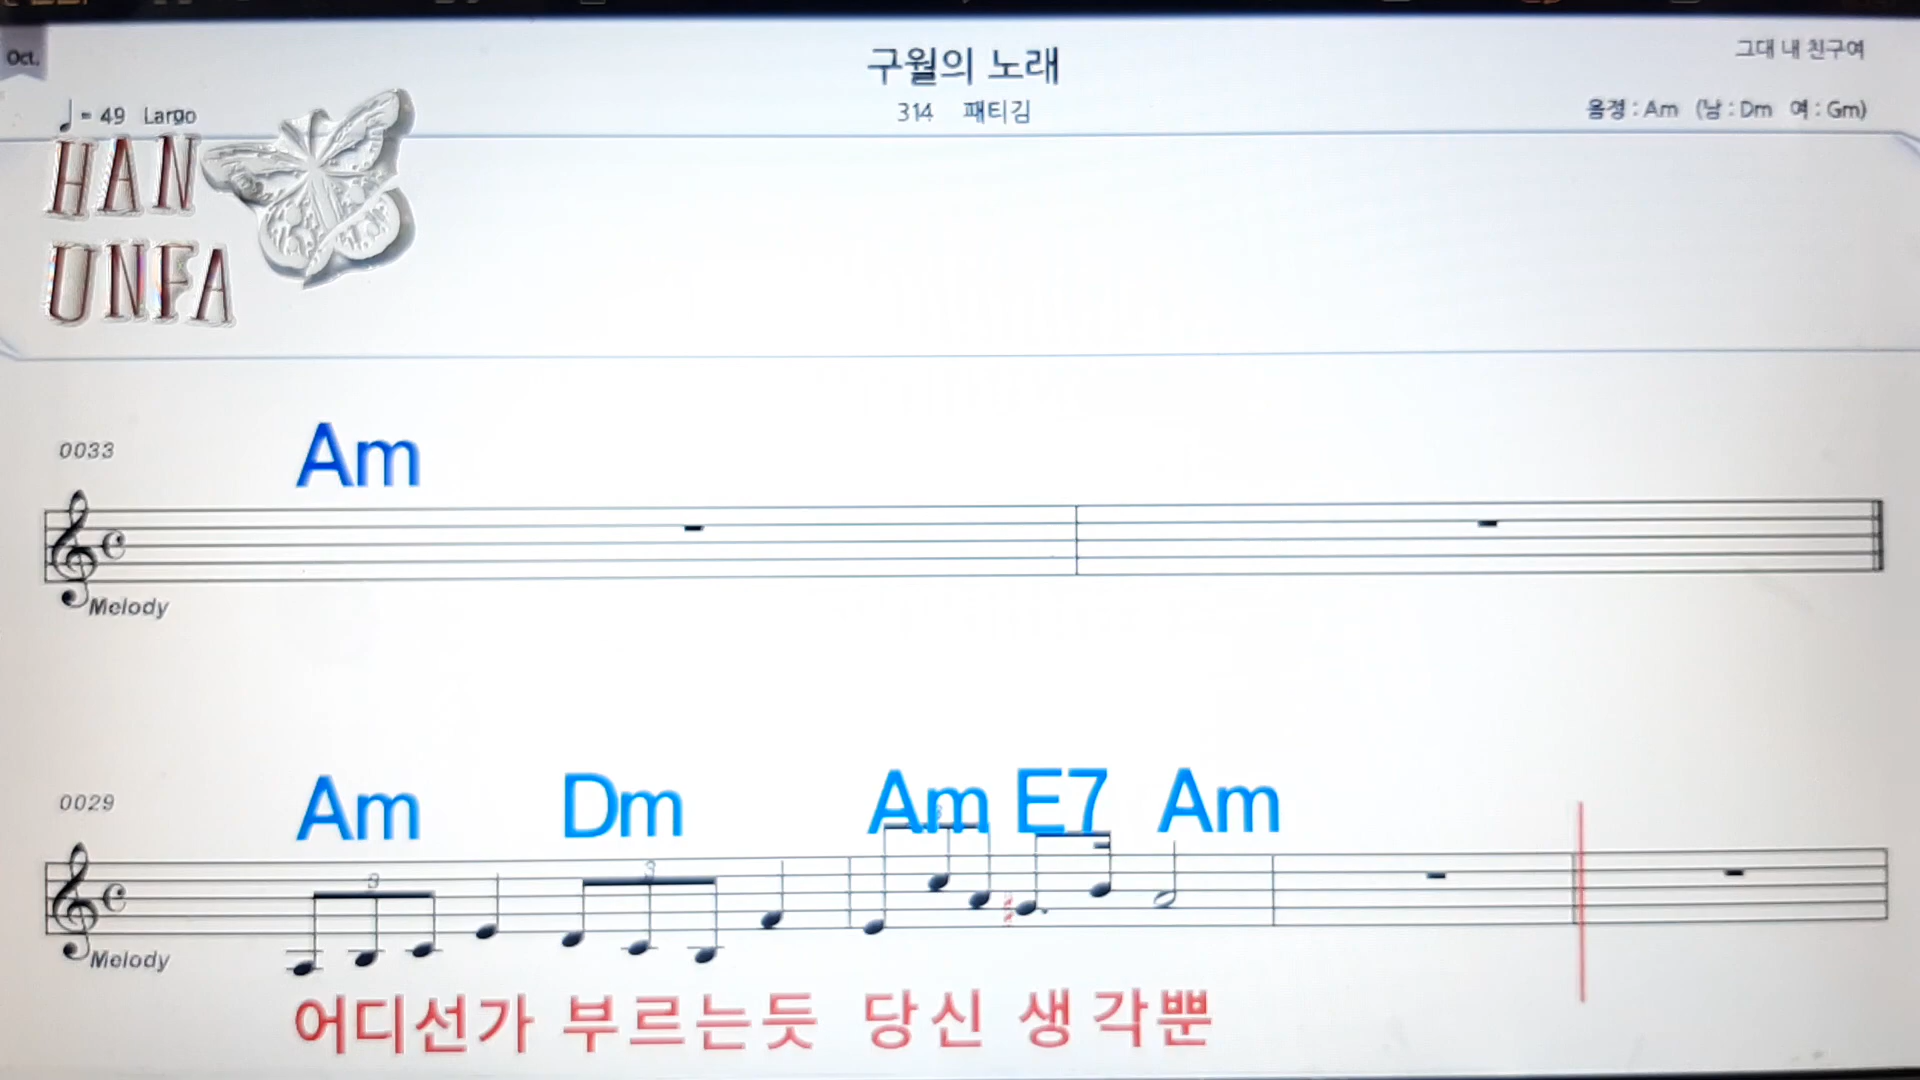 Oct.
구월의 노래
그대 내 친구여
♩= 49 Largo
314 패티김
음정 : Am (남 : Dm 여 : Gm)
HAN
UNFA
0033
Am
Melody
0029
Am Dm Am E7 Am
3 3 3
Melody
어디선가 부르는듯 당신 생각뿐